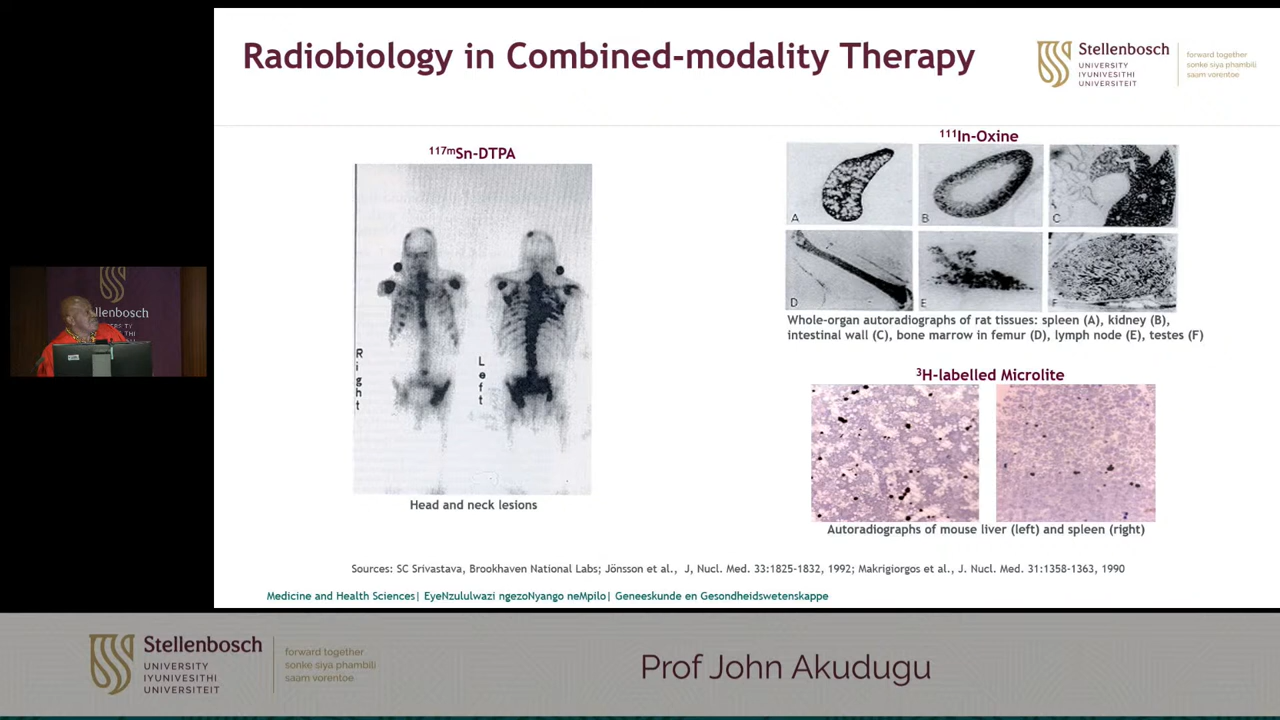 Radiobiology in Combined-modality Therapy
Stellenbosch
UNIVERSITY
IYUNIVESITHI
UNIVERSITEIT
forward together
sonke siya phambili
saam vorentoe
¹¹⁷ᵐSn-DTPA
Right
Left
Head and neck lesions
¹¹¹In-Oxine
A
B
C
D
E
F
Whole-organ autoradiographs of rat tissues: spleen (A), kidney (B),
intestinal wall (C), bone marrow in femur (D), lymph node (E), testes (F)
³H-labelled Microlite
Autoradiographs of mouse liver (left) and spleen (right)
Sources: SC Srivastava, Brookhaven National Labs; Jönsson et al., J, Nucl. Med. 33:1825-1832, 1992; Makrigiorgos et al., J. Nucl. Med. 31:1358-1363, 1990
Medicine and Health Sciences| EyeNzululwazi ngezoNyango neMpilo| Geneeskunde en Gesondheidswetenskappe
Stellenbosch
UNIVERSITY
IYUNIVESITHI
UNIVERSITEIT
forward together
sonke siya phambili
saam vorentoe
Prof John Akudugu